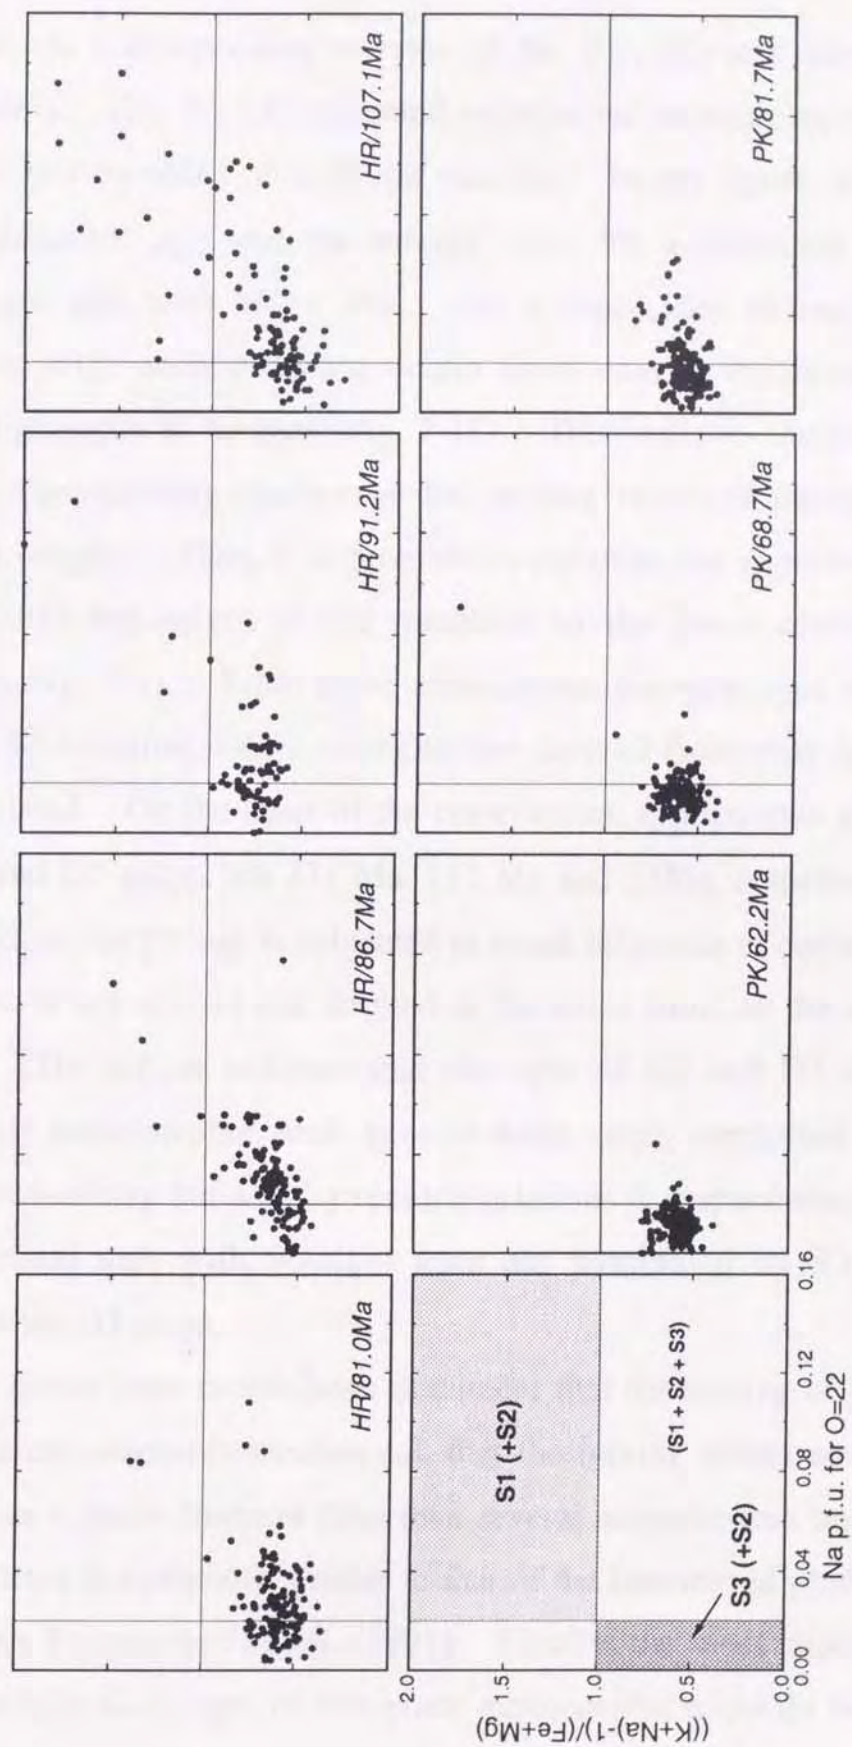 HR/81.0Ma
HR/86.7Ma
HR/91.2Ma
HR/107.1Ma
PK/62.2Ma
PK/68.7Ma
PK/81.7Ma
S1 (+S2)
(S1 + S2 + S3)
S3 (+S2)
2.0
1.5
1.0
0.5
0.0
0.00
0.04
0.08
0.12
0.16
((K+Na)-1)/(Fe+Mg)
Na p.f.u. for O=22